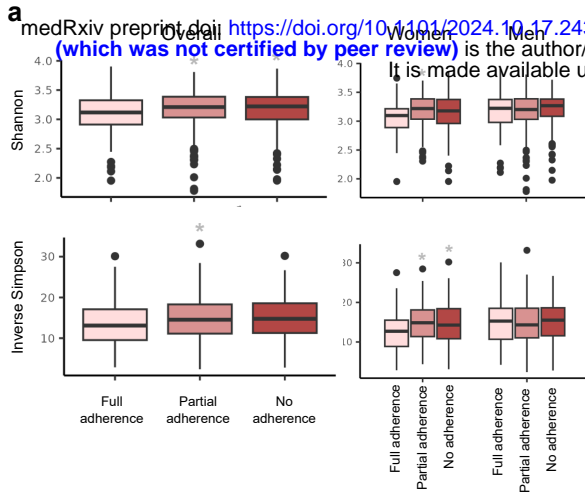 a
medRxiv preprint doi: https://doi.org/10.1101/2024.10.17.243
(which was not certified by peer review) is the author/
It is made available u
Overall
Women
Men
Shannon
4.0
3.5
3.0
2.5
2.0
4.0
3.5
3.0
2.5
2.0
*
*
*
Inverse Simpson
30
20
10
20
10
*
*
*
Full adherence
Partial adherence
No adherence
Full adherence
Partial adherence
No adherence
Full adherence
Partial adherence
No adherence